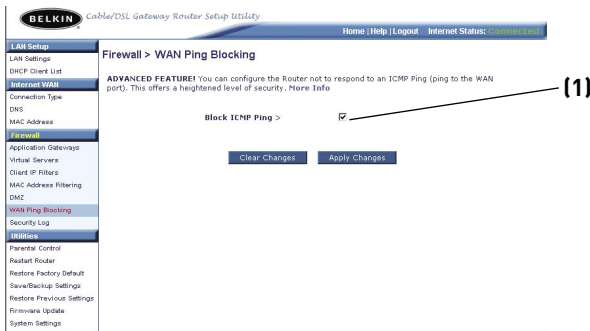 BELKIN Cable/DSL Gateway Router Setup Utility
Home | Help | Logout Internet Status: Connected
LAN Setup
LAN Settings
DHCP Client List
Internet WAN
Connection Type
DNS
MAC Address
Firewall
Application Gateways
Virtual Servers
Client IP Filters
MAC Address Filtering
DMZ
WAN Ping Blocking
Security Log
Utilities
Parental Control
Restart Router
Restore Factory Default
Save/Backup Settings
Restore Previous Settings
Firmware Update
System Settings
Firewall > WAN Ping Blocking
ADVANCED FEATURE! You can configure the Router not to respond to an ICMP Ping (ping to the WAN
port). This offers a heightened level of security. More Info
Block ICMP Ping >
(1)
Clear Changes Apply Changes